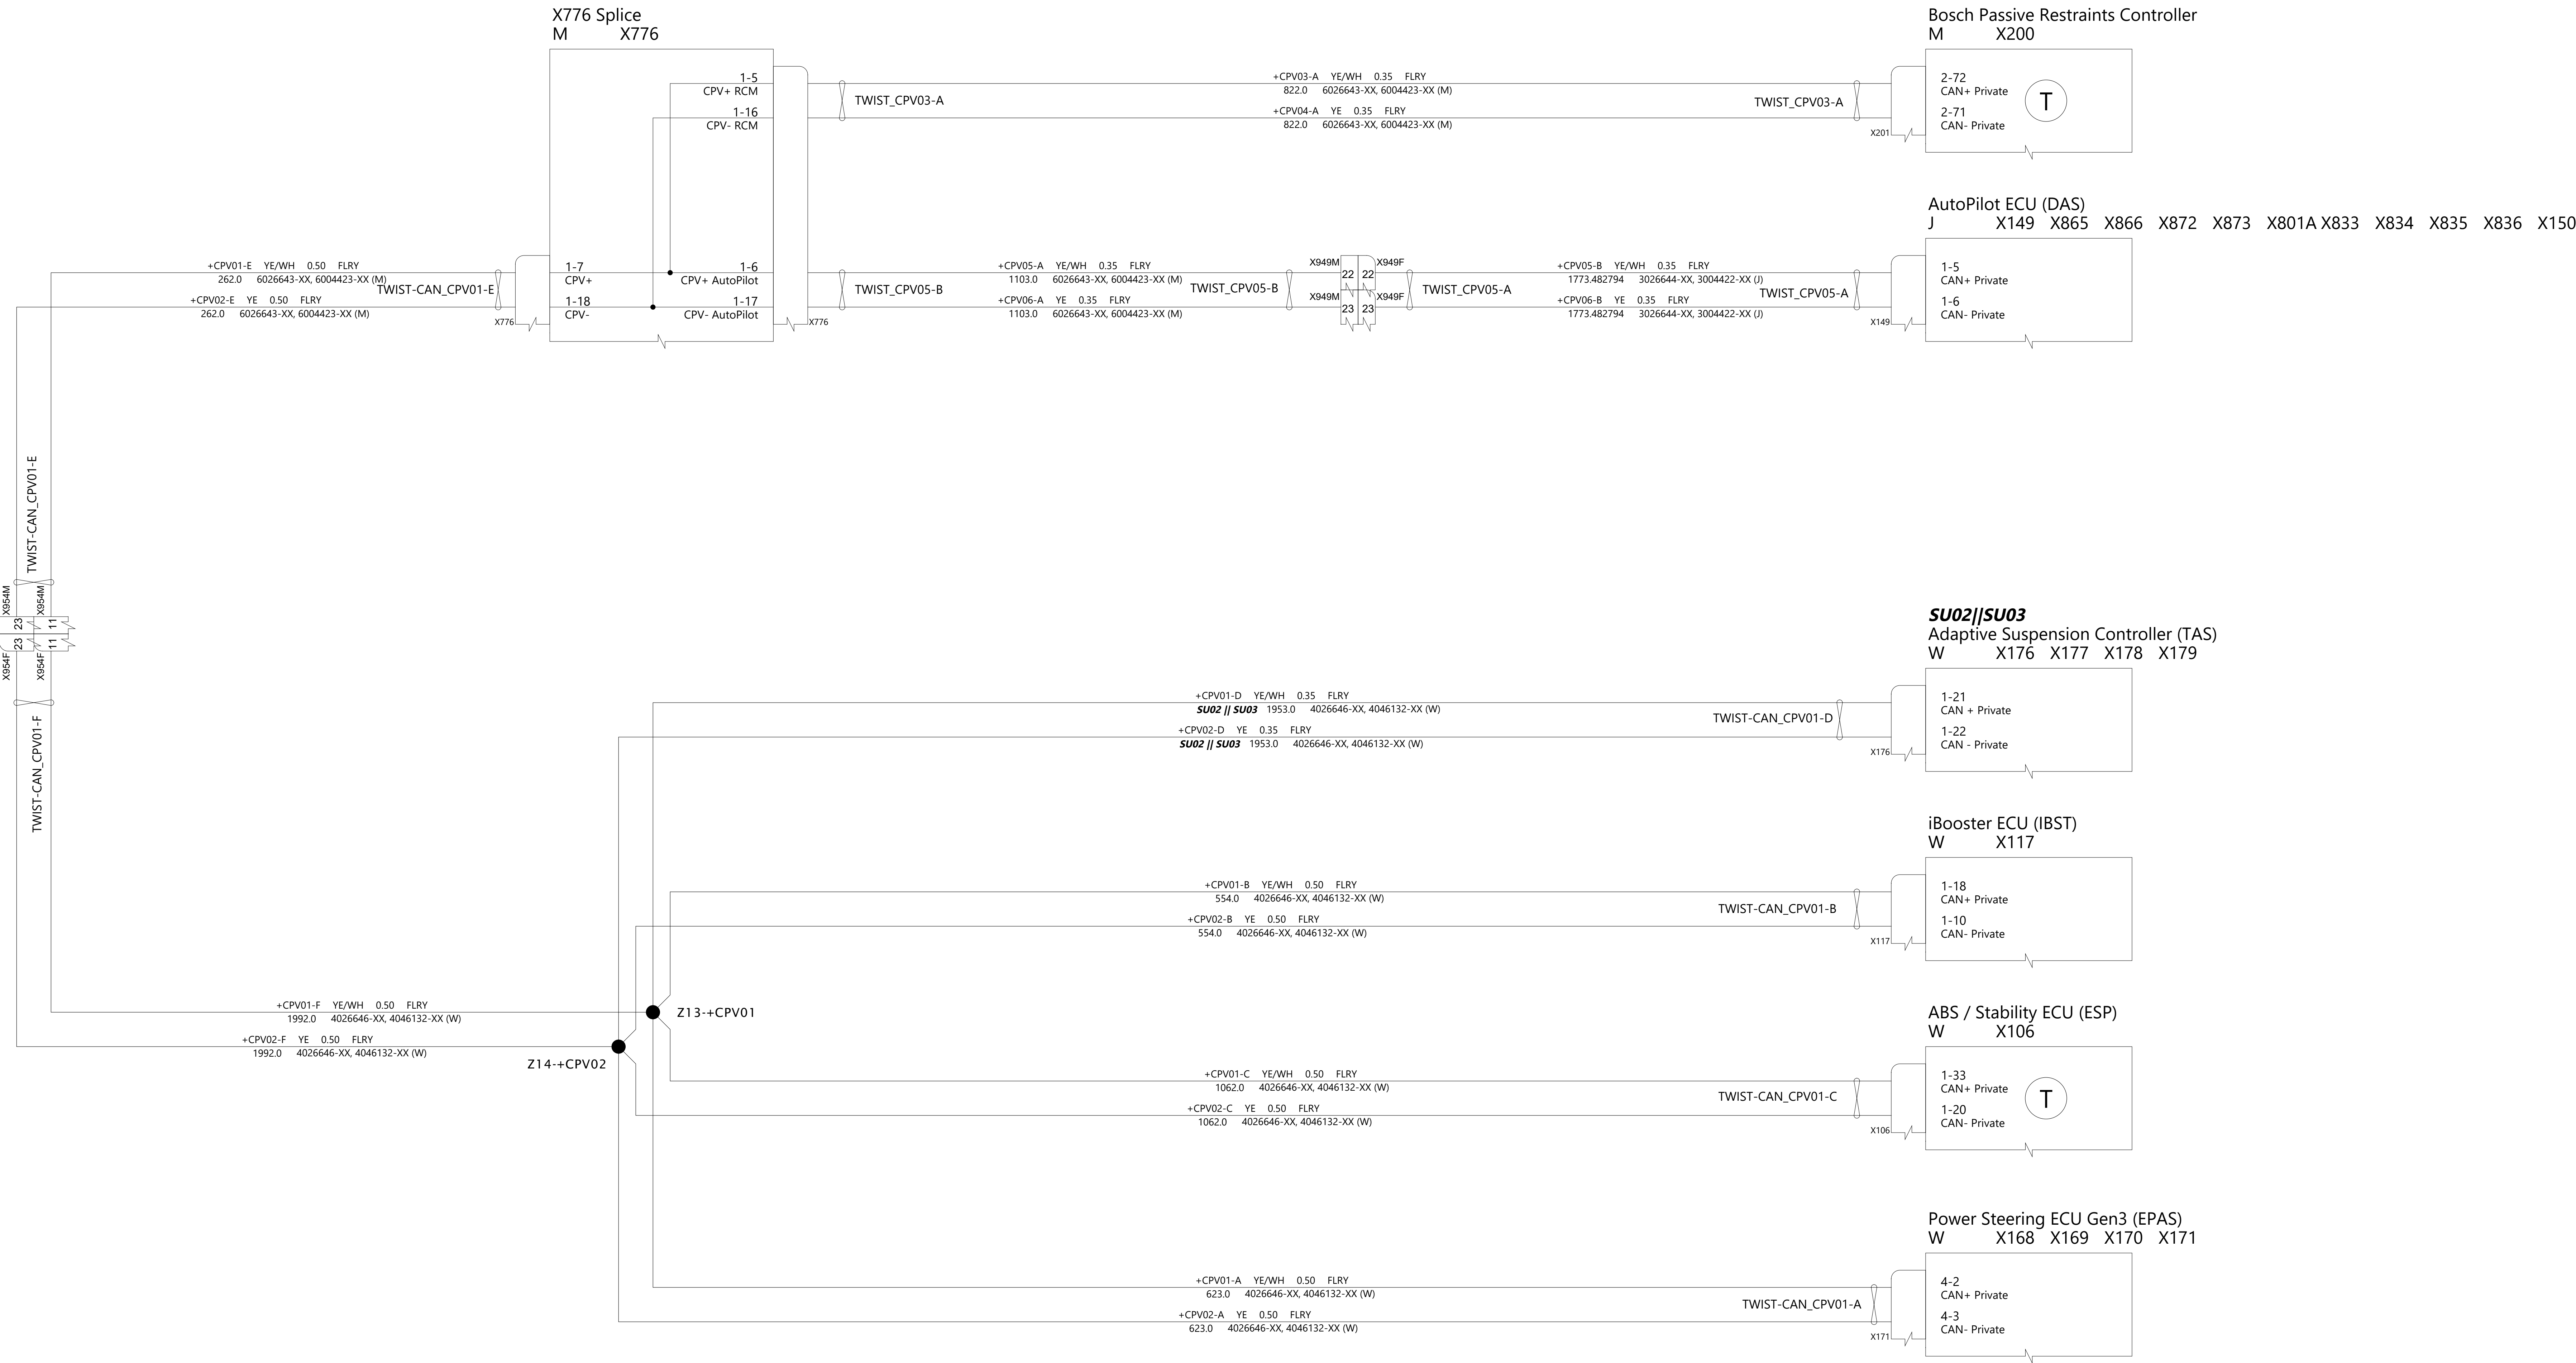 X776 Splice
M X776
1-5
CPV+ RCM
1-16
CPV- RCM
1-7
CPV+
1-18
CPV-
1-6
CPV+ AutoPilot
1-17
CPV- AutoPilot
X776
X776
TWIST_CPV03-A
+CPV03-A YE/WH 0.35 FLRY
822.0 6026643-XX, 6004423-XX (M)
+CPV04-A YE 0.35 FLRY
822.0 6026643-XX, 6004423-XX (M)
TWIST_CPV03-A
X201
Bosch Passive Restraints Controller
M X200
2-72
CAN+ Private
2-71
CAN- Private
T
+CPV01-E YE/WH 0.50 FLRY
262.0 6026643-XX, 6004423-XX (M)
TWIST-CAN_CPV01-E
+CPV02-E YE 0.50 FLRY
262.0 6026643-XX, 6004423-XX (M)
TWIST_CPV05-B
+CPV05-A YE/WH 0.35 FLRY
1103.0 6026643-XX, 6004423-XX (M)
+CPV06-A YE 0.35 FLRY
1103.0 6026643-XX, 6004423-XX (M)
TWIST_CPV05-B
X949M 22 22 X949F
X949M 23 23 X949F
TWIST_CPV05-A
+CPV05-B YE/WH 0.35 FLRY
1773.482794 3026644-XX, 3004422-XX (J)
+CPV06-B YE 0.35 FLRY
1773.482794 3026644-XX, 3004422-XX (J)
TWIST_CPV05-A
X149
AutoPilot ECU (DAS)
J X149 X865 X866 X872 X873 X801A X833 X834 X835 X836 X150
1-5
CAN+ Private
1-6
CAN- Private
TWIST-CAN_CPV01-E
X954M
X954M
23
11
23
11
X954F
X954F
TWIST-CAN_CPV01-F
SU02||SU03
Adaptive Suspension Controller (TAS)
W X176 X177 X178 X179
+CPV01-D YE/WH 0.35 FLRY
SU02 || SU03 1953.0 4026646-XX, 4046132-XX (W)
+CPV02-D YE 0.35 FLRY
SU02 || SU03 1953.0 4026646-XX, 4046132-XX (W)
TWIST-CAN_CPV01-D
X176
1-21
CAN + Private
1-22
CAN - Private
iBooster ECU (IBST)
W X117
+CPV01-B YE/WH 0.50 FLRY
554.0 4026646-XX, 4046132-XX (W)
+CPV02-B YE 0.50 FLRY
554.0 4026646-XX, 4046132-XX (W)
TWIST-CAN_CPV01-B
X117
1-18
CAN+ Private
1-10
CAN- Private
+CPV01-F YE/WH 0.50 FLRY
1992.0 4026646-XX, 4046132-XX (W)
+CPV02-F YE 0.50 FLRY
1992.0 4026646-XX, 4046132-XX (W)
Z13-+CPV01
Z14-+CPV02
ABS / Stability ECU (ESP)
W X106
+CPV01-C YE/WH 0.50 FLRY
1062.0 4026646-XX, 4046132-XX (W)
+CPV02-C YE 0.50 FLRY
1062.0 4026646-XX, 4046132-XX (W)
TWIST-CAN_CPV01-C
X106
1-33
CAN+ Private
1-20
CAN- Private
T
Power Steering ECU Gen3 (EPAS)
W X168 X169 X170 X171
+CPV01-A YE/WH 0.50 FLRY
623.0 4026646-XX, 4046132-XX (W)
+CPV02-A YE 0.50 FLRY
623.0 4026646-XX, 4046132-XX (W)
TWIST-CAN_CPV01-A
X171
4-2
CAN+ Private
4-3
CAN- Private